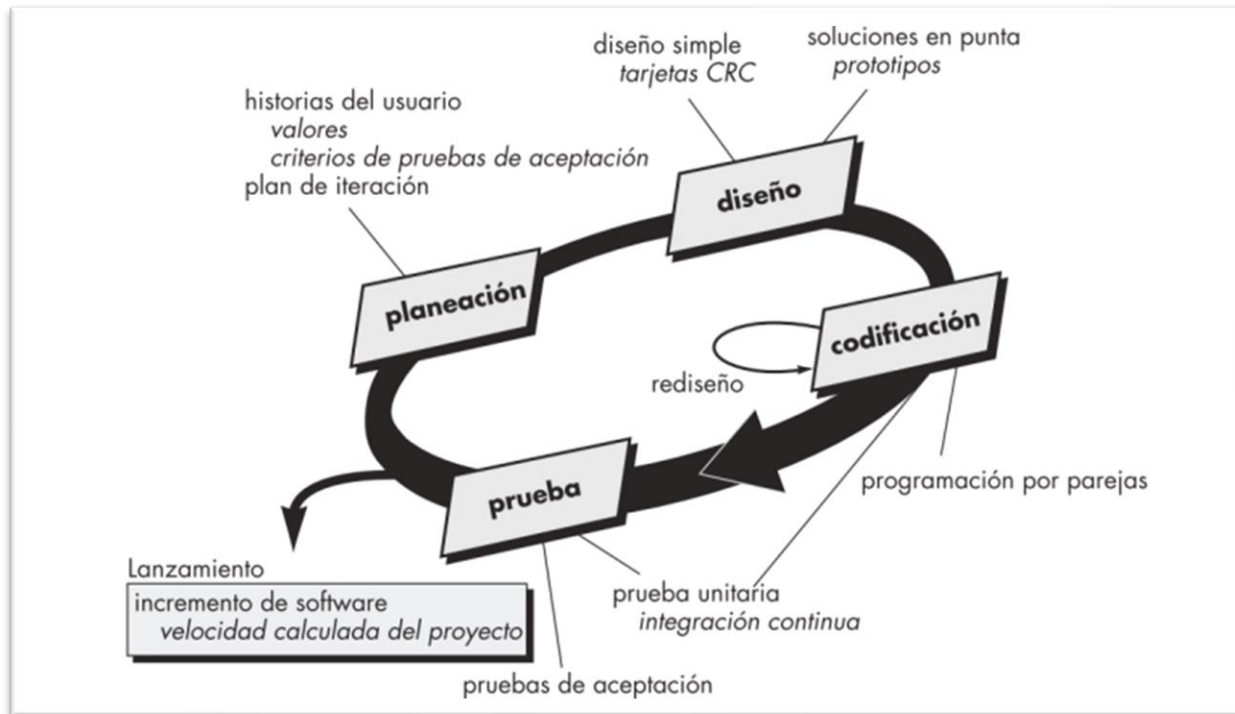 diseño simple
tarjetas CRC
soluciones en punta
prototipos
historias del usuario
valores
criterios de pruebas de aceptación
plan de iteración
diseño
planeación
codificación
rediseño
programación por parejas
prueba
prueba unitaria
integración continua
Lanzamiento
incremento de software
velocidad calculada del proyecto
pruebas de aceptación